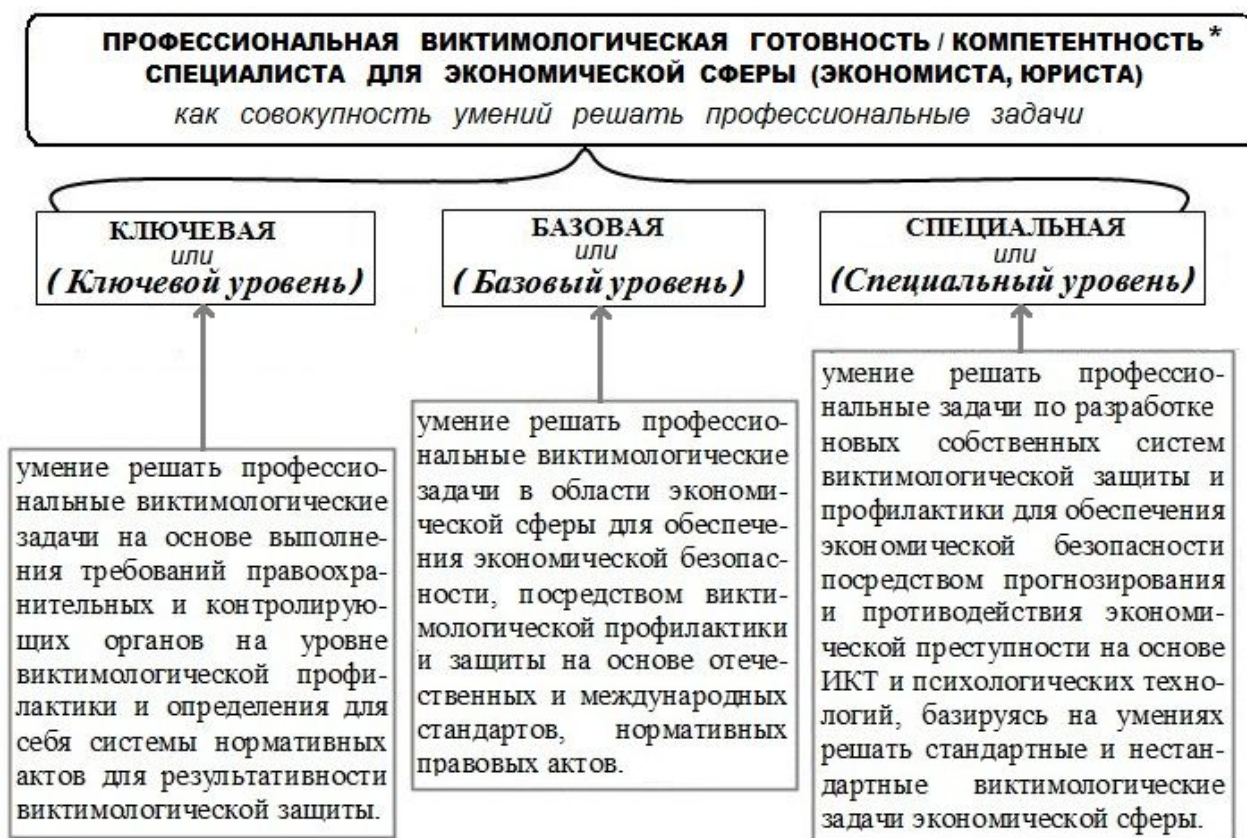 ПРОФЕССИОНАЛЬНАЯ ВИКТИМОЛОГИЧЕСКАЯ ГОТОВНОСТЬ / КОМПЕТЕНТНОСТЬ*
СПЕЦИАЛИСТА ДЛЯ ЭКОНОМИЧЕСКОЙ СФЕРЫ (ЭКОНОМИСТА, ЮРИСТА)
как совокупность умений решать профессиональные задачи
КЛЮЧЕВАЯ
или
(Ключевой уровень)
умение решать професcио-
нальные виктимологические
задачи на основе выполне-
ния требований правоохра-
нительных и контролирую-
щих органов на уровне
виктимологической профи-
лактики и определения для
себя системы нормативных
актов для результативности
виктимологической защиты.
БАЗОВАЯ
или
(Базовый уровень)
умение решать професcио-
нальные виктимологические
задачи в области экономи-
ческой сферы для обеспече-
ния экономической безопас-
ности, посредством викти-
мологической профилактики
и защиты на основе отече-
ственных и международных
стандартов, нормативных
правовых актов.
СПЕЦИАЛЬНАЯ
или
(Специальный уровень)
умение решать професcио-
нальные задачи по разработке
новых собственных систем
виктимологической защиты и
профилактики для обеспечения
экономической безопасности
посредством прогнозирования
и противодействия экономи-
ческой преступности на основе
ИКТ и психологических техно-
логий, базируясь на умениях
решать стандартные и нестан-
дартные виктимологические
задачи экономической сферы.